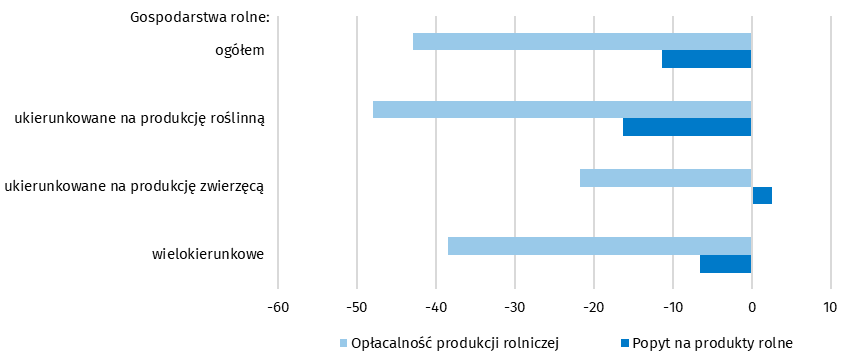 Gospodarstwa rolne:
ogółem
ukierunkowane na produkcję roślinną
ukierunkowane na produkcję zwierzęcą
wielokierunkowe
-60 -50 -40 -30 -20 -10 0 10
Opłacalność produkcji rolniczej Popyt na produkty rolne